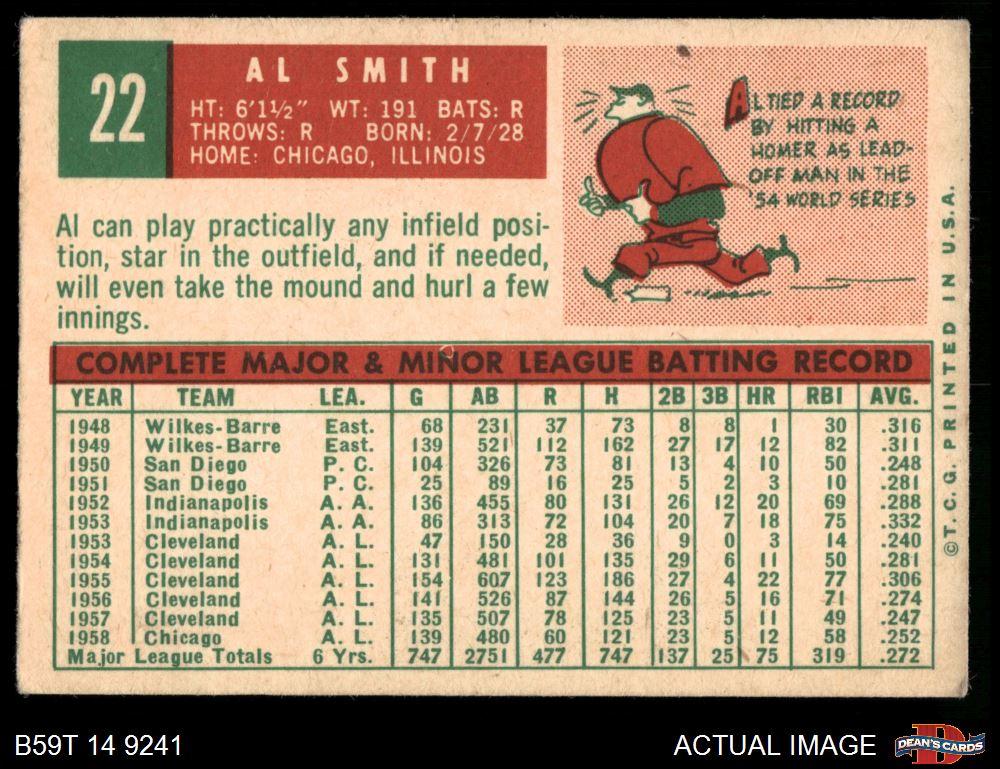 22
AL SMITH
HT: 6'1½" WT: 191 BATS: R
THROWS: R BORN: 2/7/28
HOME: CHICAGO, ILLINOIS
AL TIED A RECORD
BY HITTING A
HOMER AS LEAD-
OFF MAN IN THE
'54 WORLD SERIES
Al can play practically any infield posi-
tion, star in the outfield, and if needed,
will even take the mound and hurl a few
innings.
COMPLETE MAJOR & MINOR LEAGUE BATTING RECORD
YEAR TEAM LEA. G AB R H 2B 3B HR RBI AVG.
1948 Wilkes-Barre East. 68 231 37 73 8 8 1 30 .316
1949 Wilkes-Barre East. 139 521 112 162 27 17 12 82 .311
1950 San Diego P. C. 104 326 73 81 13 4 10 50 .248
1951 San Diego P. C. 25 89 16 25 5 2 3 10 .281
1952 Indianapolis A. A. 136 455 80 131 26 12 20 69 .288
1953 Indianapolis A. A. 86 313 72 104 20 7 18 75 .332
1953 Cleveland A. L. 47 150 28 36 9 0 3 14 .240
1954 Cleveland A. L. 131 481 101 135 29 6 11 50 .281
1955 Cleveland A. L. 154 607 123 186 27 4 22 77 .306
1956 Cleveland A. L. 141 526 87 144 26 5 16 71 .274
1957 Cleveland A. L. 135 507 78 125 23 5 11 49 .247
1958 Chicago A. L. 139 480 60 121 23 5 12 58 .252
Major League Totals 6 Yrs. 747 2751 477 747 137 25 75 319 .272
©T. C. G. PRINTED IN U.S.A.
B59T 14 9241
ACTUAL IMAGE
D
DEAN'S CARDS